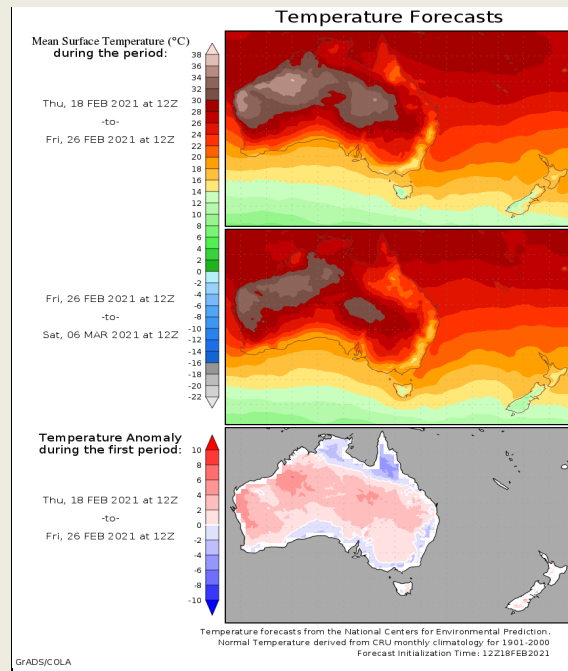 Temperature Forecasts
Mean Surface Temperature (°C)
during the period:
Thu, 18 FEB 2021 at 12Z
-to-
Fri, 26 FEB 2021 at 12Z
38
36
34
32
30
28
26
24
22
20
18
16
14
12
10
8
6
4
2
0
-2
-4
-6
-8
-10
-12
-14
-16
-18
-20
-22
Fri, 26 FEB 2021 at 12Z
-to-
Sat, 06 MAR 2021 at 12Z
Temperature Anomaly
during the first period:
Thu, 18 FEB 2021 at 12Z
-to-
Fri, 26 FEB 2021 at 12Z
10
8
6
4
2
0
-2
-4
-6
-8
-10
Temperature forecasts from the National Centers for Environmental Prediction.
Normal Temperature derived from CRU monthly climatology for 1901-2000
Forecast Initialization Time: 12Z18FEB2021
GrADS/COLA